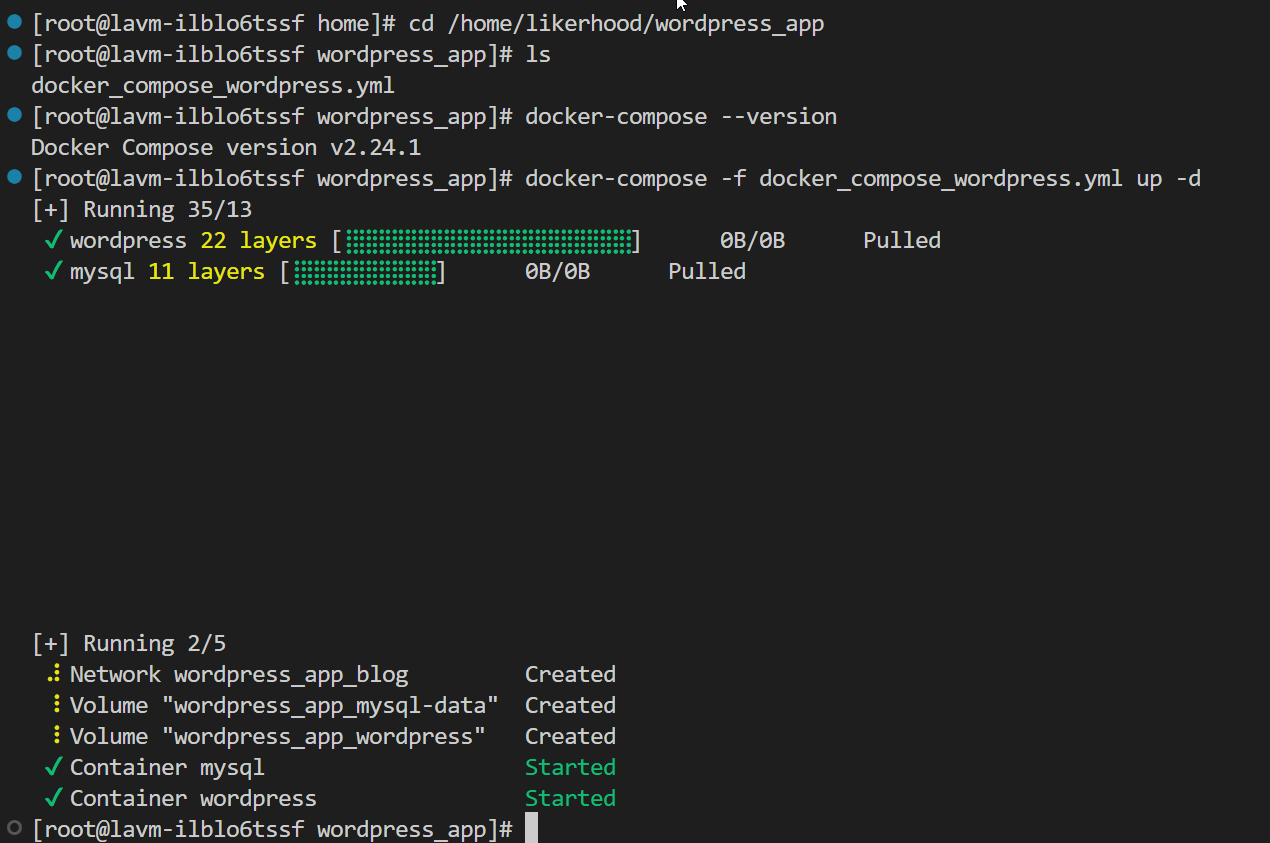 [root@lavm-ilblo6tssf home]# cd /home/likerhood/wordpress_app
[root@lavm-ilblo6tssf wordpress_app]# ls
docker_compose_wordpress.yml
[root@lavm-ilblo6tssf wordpress_app]# docker-compose --version
Docker Compose version v2.24.1
[root@lavm-ilblo6tssf wordpress_app]# docker-compose -f docker_compose_wordpress.yml up -d
[+] Running 35/13
✔ wordpress 22 layers [⣿⣿⣿⣿⣿⣿⣿⣿⣿⣿⣿⣿⣿⣿⣿⣿⣿⣿⣿⣿⣿⣿] 0B/0B Pulled
✔ mysql 11 layers [⣿⣿⣿⣿⣿⣿⣿⣿⣿⣿⣿] 0B/0B Pulled
[+] Running 2/5
⠼ Network wordpress_app_blog Created
⠸ Volume "wordpress_app_mysql-data" Created
⠸ Volume "wordpress_app_wordpress" Created
✔ Container mysql Started
✔ Container wordpress Started
[root@lavm-ilblo6tssf wordpress_app]#